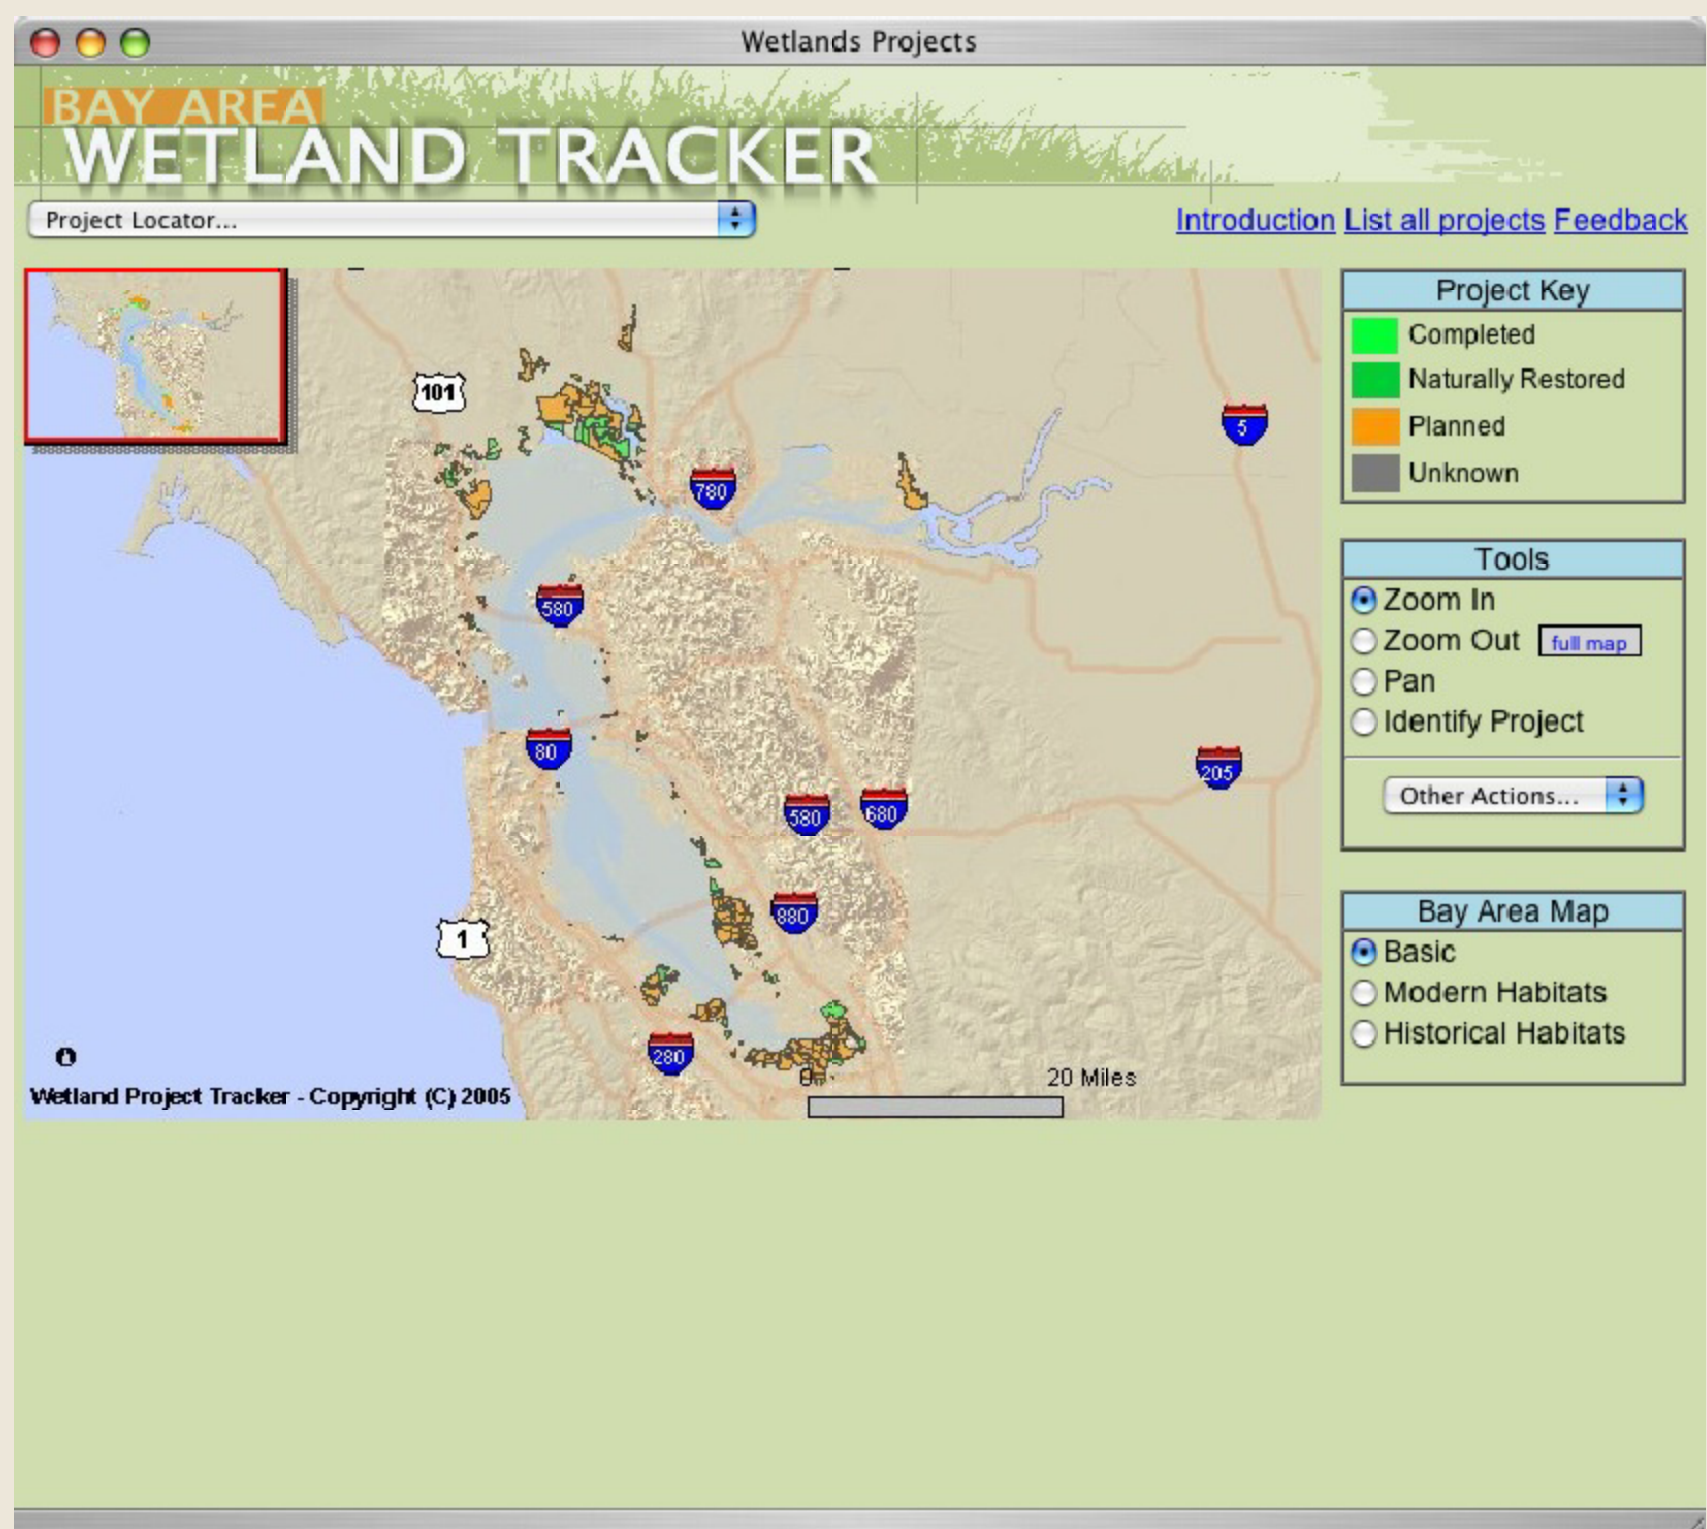 Wetlands Projects
BAY AREA
WETLAND TRACKER
Project Locator...
Introduction List all projects Feedback
101
780
5
580
80
205
580
680
880
1
280
0
20 Miles
Wetland Project Tracker - Copyright (C) 2005
Project Key
Completed
Naturally Restored
Planned
Unknown
Tools
Zoom In
Zoom Out full map
Pan
Identify Project
Other Actions...
Bay Area Map
Basic
Modern Habitats
Historical Habitats